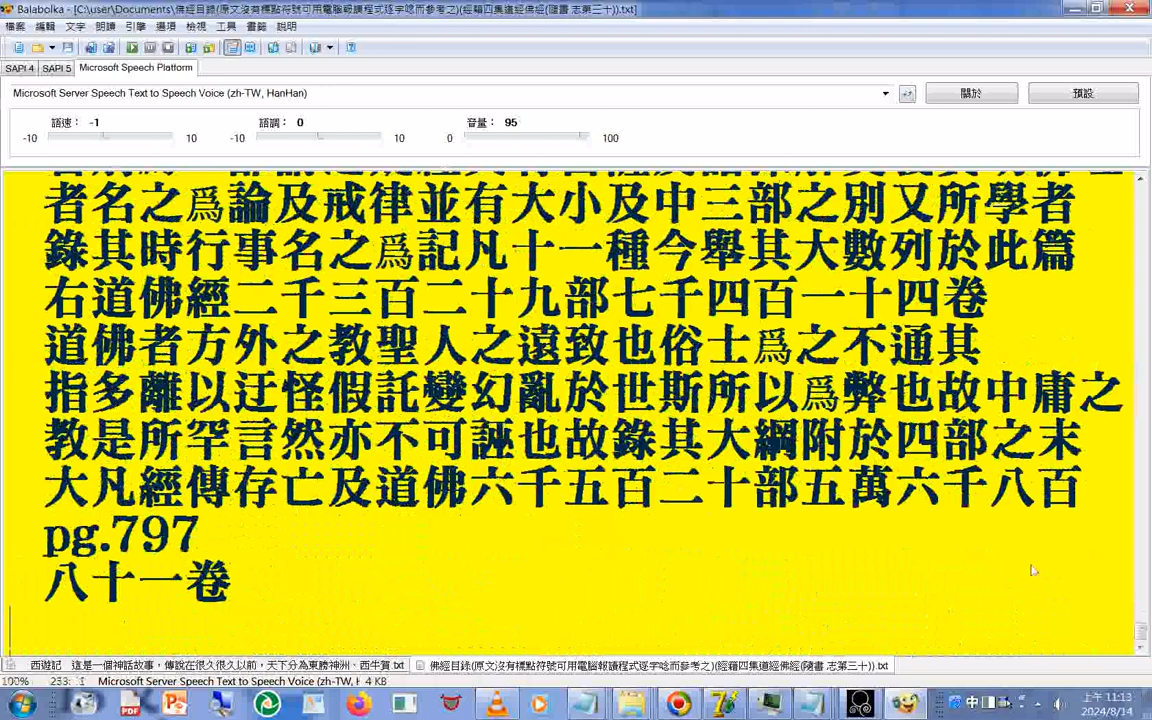 Balabolka - [C:\user\Documents\佛經目錄(原文沒有標點符號可用電腦報讀程式逐字唸而參考之)(經籍四集道經佛經(隨書 志第三十)).txt]
檔案 編輯 文字 朗讀 引擎 選項 檢視 工具 書籤 說明
SAPI 4 SAPI 5 Microsoft Speech Platform
Microsoft Server Speech Text to Speech Voice (zh-TW, HanHan) 關於 預設
語速： -1 語調： 0 音量： 95
-10 10 -10 10 0 100
者名之爲論及戒律並有大小及中三部之別又所學者
錄其時行事名之爲記凡十一種今舉其大數列於此篇
右道佛經二千三百二十九部七千四百一十四卷
道佛者方外之教聖人之遠致也俗士爲之不通其
指多離以迂怪假託變幻亂於世斯所以爲弊也故中庸之
教是所罕言然亦不可誣也故錄其大綱附於四部之末
大凡經傳存亡及道佛六千五百二十部五萬六千八百
pg.797
八十一卷
西遊記 這是一個神話故事，傳說在很久很久以前，天下分為東勝神洲、西牛賀.txt 佛經目錄(原文沒有標點符號可用電腦報讀程式逐字唸而參考之)(經籍四集道經佛經(隨書 志第三十)).txt
100% 233: 1 Microsoft Server Speech Text to Speech Voice (zh-TW, H 4 KB
中 上午 11:13
2024/8/14